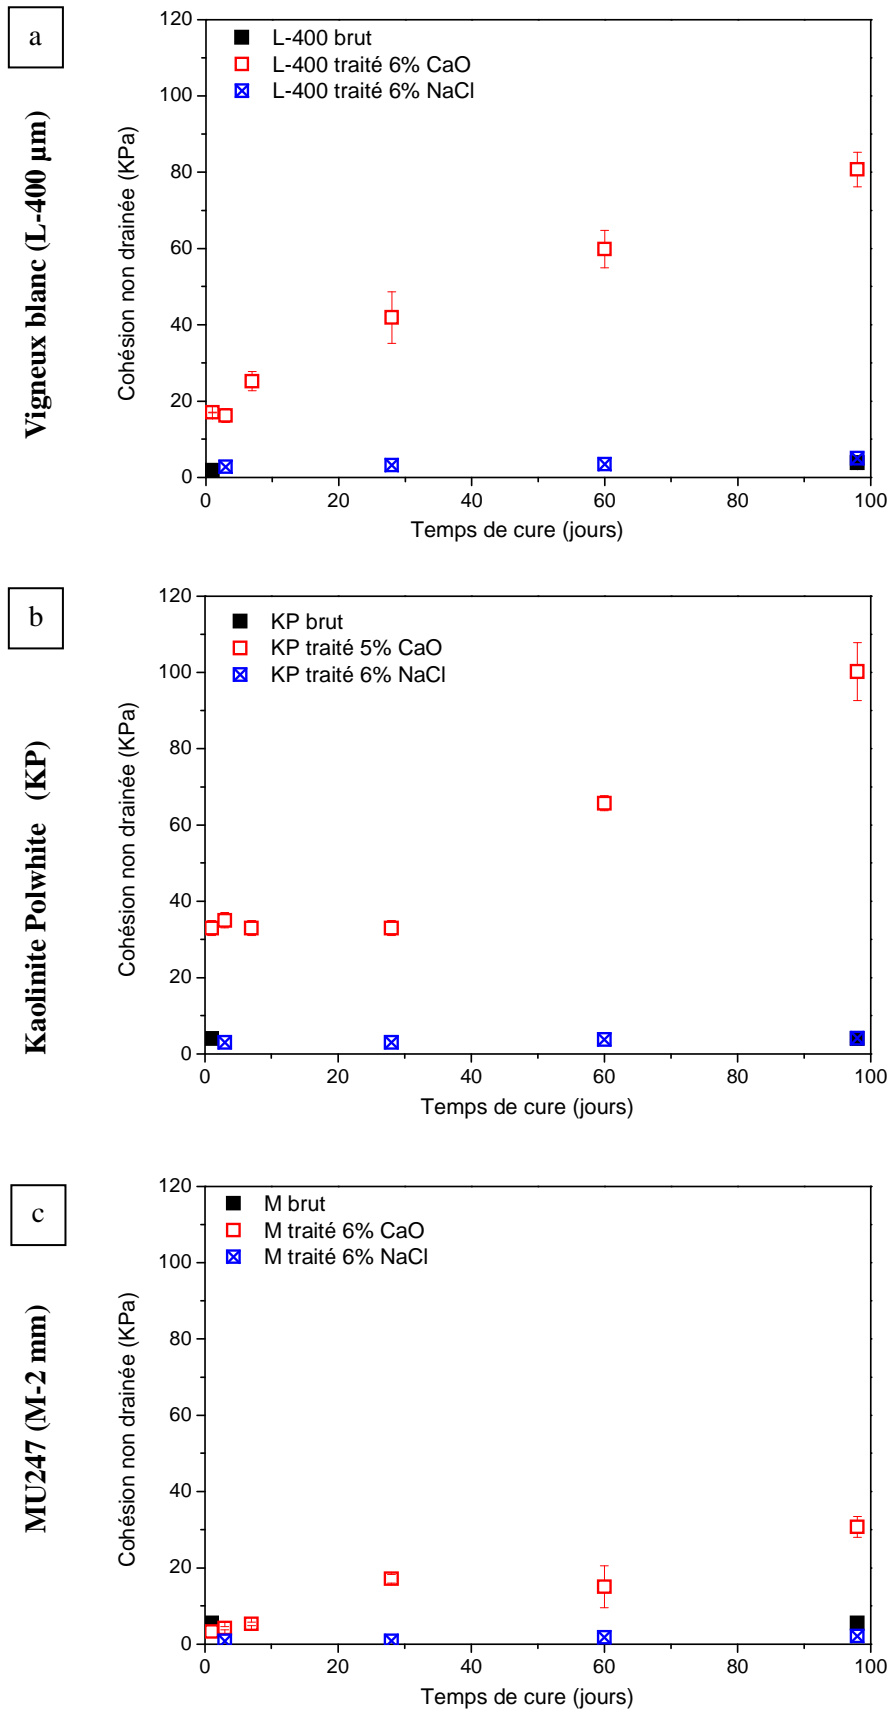 a
Vigneux blanc (L-400 µm)
Cohésion non drainée (KPa)
120
100
80
60
40
20
0
L-400 brut
L-400 traité 6% CaO
L-400 traité 6% NaCl
0 20 40 60 80 100
Temps de cure (jours)
b
Kaolinite Polwhite (KP)
Cohésion non drainée (KPa)
120
100
80
60
40
20
0
KP brut
KP traité 5% CaO
KP traité 6% NaCl
0 20 40 60 80 100
Temps de cure (jours)
c
MU247 (M-2 mm)
Cohésion non drainée (KPa)
120
100
80
60
40
20
0
M brut
M traité 6% CaO
M traité 6% NaCl
0 20 40 60 80 100
Temps de cure (jours)